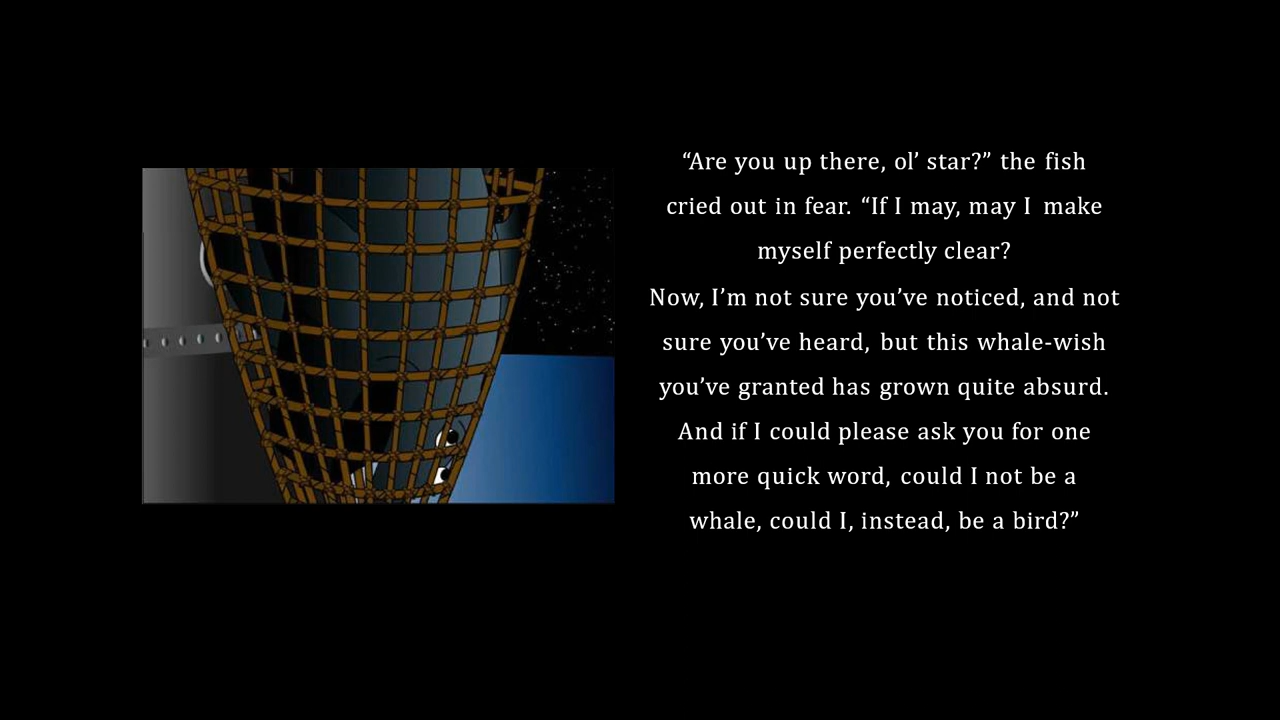 “Are you up there, ol’ star?” the fish
cried out in fear. “If I may, may I make
myself perfectly clear?
Now, I’m not sure you’ve noticed, and not
sure you’ve heard, but this whale-wish
you’ve granted has grown quite absurd.
And if I could please ask you for one
more quick word, could I not be a
whale, could I, instead, be a bird?”